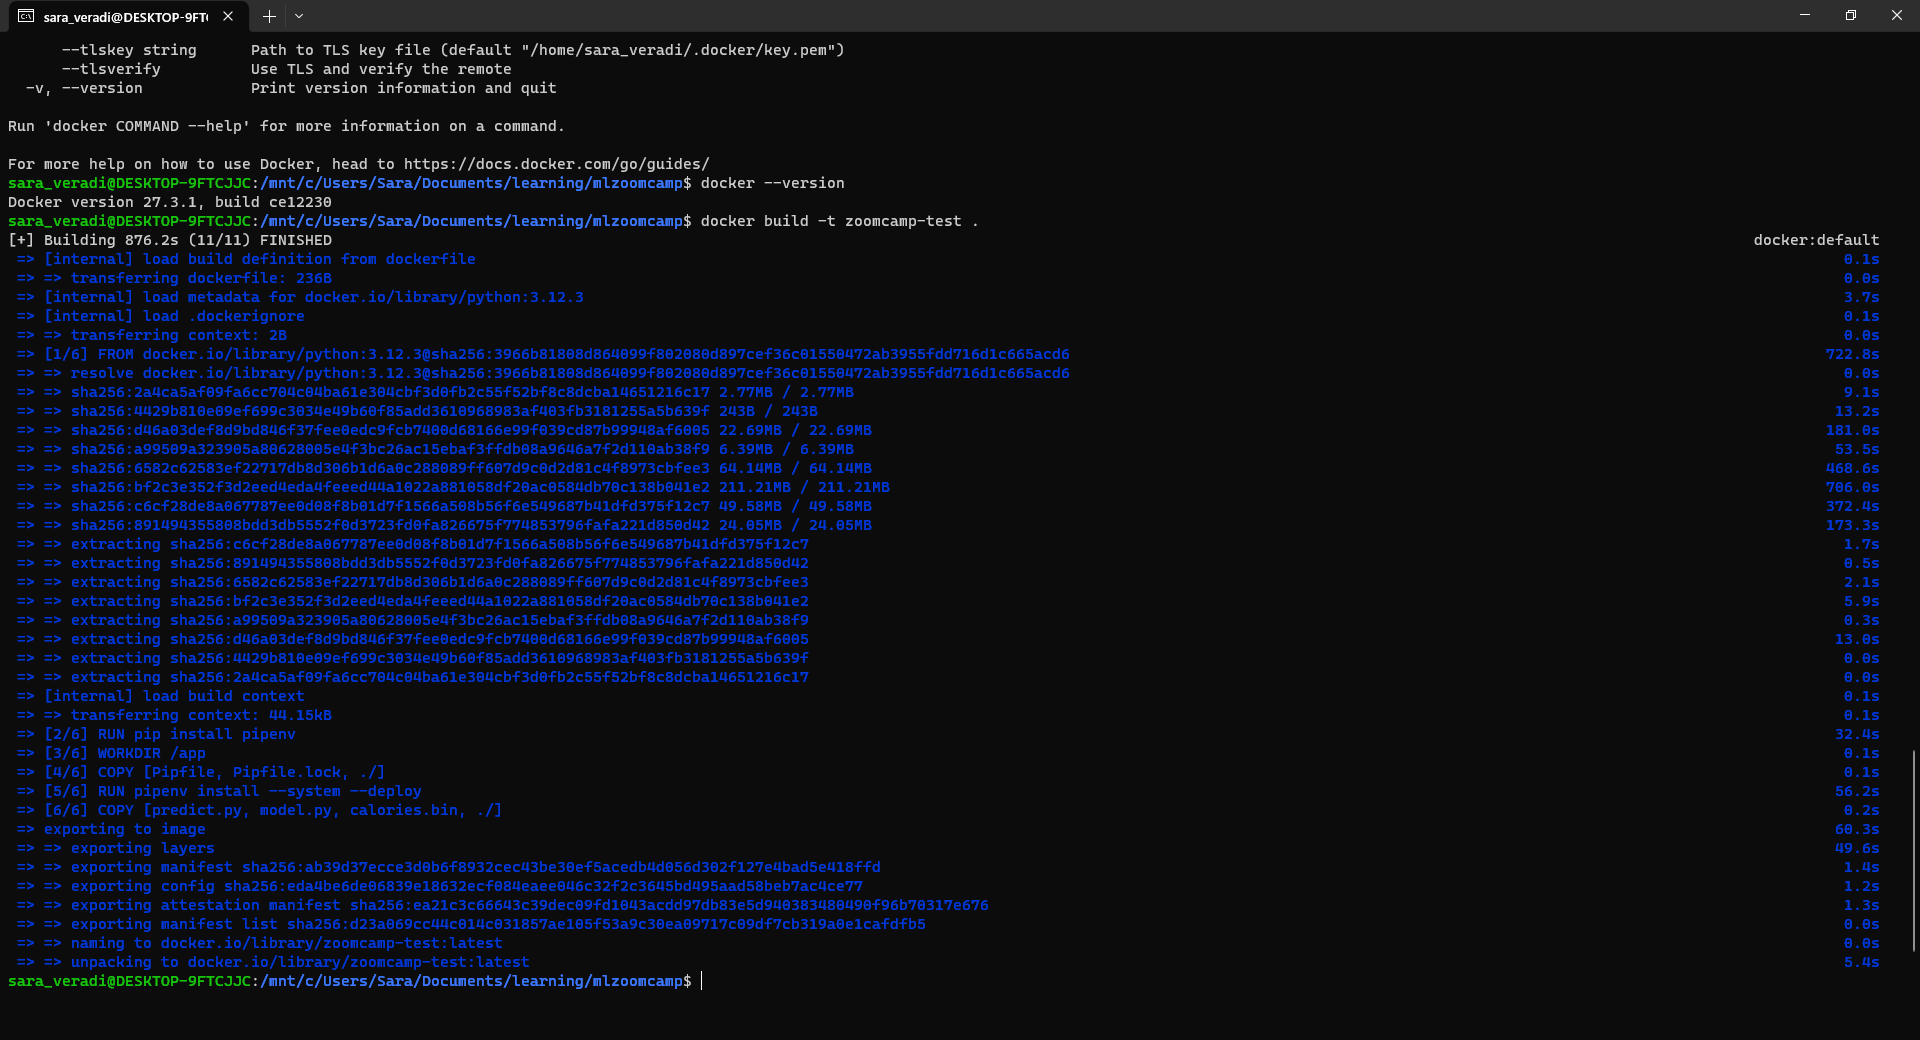 sara_veradi@DESKTOP-9FT
--tlskey string Path to TLS key file (default "/home/sara_veradi/.docker/key.pem")
--tlsverify Use TLS and verify the remote
-v, --version Print version information and quit
Run 'docker COMMAND --help' for more information on a command.
For more help on how to use Docker, head to https://docs.docker.com/go/guides/
sara_veradi@DESKTOP-9FTCJJC:/mnt/c/Users/Sara/Documents/learning/mlzoomcamp$ docker --version
Docker version 27.3.1, build ce12230
sara_veradi@DESKTOP-9FTCJJC:/mnt/c/Users/Sara/Documents/learning/mlzoomcamp$ docker build -t zoomcamp-test .
[+] Building 876.2s (11/11) FINISHED docker:default
=> [internal] load build definition from dockerfile 0.1s
=> => transferring dockerfile: 236B 0.0s
=> [internal] load metadata for docker.io/library/python:3.12.3 3.7s
=> [internal] load .dockerignore 0.1s
=> => transferring context: 2B 0.0s
=> [1/6] FROM docker.io/library/python:3.12.3@sha256:3966b81808d864099f802080d897cef36c01550472ab3955fdd716d1c665acd6 722.8s
=> => resolve docker.io/library/python:3.12.3@sha256:3966b81808d864099f802080d897cef36c01550472ab3955fdd716d1c665acd6 0.0s
=> => sha256:2a4ca5af09fa6cc704c04ba61e304cbf3d0fb2c55f52bf8c8dcba14651216c17 2.77MB / 2.77MB 9.1s
=> => sha256:4429b810e09ef699c3034e49b60f85add3610968983af403fb3181255a5b639f 243B / 243B 13.2s
=> => sha256:d46a03def8d9bd846f37fee0edc9fcb7400d68166e99f039cd87b99948af6005 22.69MB / 22.69MB 181.0s
=> => sha256:a99509a323905a80628005e4f3bc26ac15ebaf3ffdb08a9646a7f2d110ab38f9 6.39MB / 6.39MB 53.5s
=> => sha256:6582c62583ef22717db8d306b1d6a0c288089ff607d9c0d2d81c4f8973cbfee3 64.14MB / 64.14MB 468.6s
=> => sha256:bf2c3e352f3d2eed4eda4feeed44a1022a881058df20ac0584db70c138b041e2 211.21MB / 211.21MB 706.0s
=> => sha256:c6cf28de8a067787ee0d08f8b01d7f1566a508b56f6e549687b41dfd375f12c7 49.58MB / 49.58MB 372.4s
=> => sha256:891494355808bdd3db5552f0d3723fd0fa826675f774853796fafa221d850d42 24.05MB / 24.05MB 173.3s
=> => extracting sha256:c6cf28de8a067787ee0d08f8b01d7f1566a508b56f6e549687b41dfd375f12c7 1.7s
=> => extracting sha256:891494355808bdd3db5552f0d3723fd0fa826675f774853796fafa221d850d42 0.5s
=> => extracting sha256:6582c62583ef22717db8d306b1d6a0c288089ff607d9c0d2d81c4f8973cbfee3 2.1s
=> => extracting sha256:bf2c3e352f3d2eed4eda4feeed44a1022a881058df20ac0584db70c138b041e2 5.9s
=> => extracting sha256:a99509a323905a80628005e4f3bc26ac15ebaf3ffdb08a9646a7f2d110ab38f9 0.3s
=> => extracting sha256:d46a03def8d9bd846f37fee0edc9fcb7400d68166e99f039cd87b99948af6005 13.0s
=> => extracting sha256:4429b810e09ef699c3034e49b60f85add3610968983af403fb3181255a5b639f 0.0s
=> => extracting sha256:2a4ca5af09fa6cc704c04ba61e304cbf3d0fb2c55f52bf8c8dcba14651216c17 0.0s
=> [internal] load build context 0.1s
=> => transferring context: 44.15kB 0.1s
=> [2/6] RUN pip install pipenv 32.4s
=> [3/6] WORKDIR /app 0.1s
=> [4/6] COPY [Pipfile, Pipfile.lock, ./] 0.1s
=> [5/6] RUN pipenv install --system --deploy 56.2s
=> [6/6] COPY [predict.py, model.py, calories.bin, ./] 0.2s
=> exporting to image 60.3s
=> => exporting layers 49.6s
=> => exporting manifest sha256:ab39d37ecce3d0b6f8932cec43be30ef5acedb4d056d302f127e4bad5e418ffd 1.4s
=> => exporting config sha256:eda4be6de06839e18632ecf084eaee046c32f2c3645bd495aad58beb7ac4ce77 1.2s
=> => exporting attestation manifest sha256:ea21c3c66643c39dec09fd1043acdd97db83e5d940383480490f96b70317e676 1.3s
=> => exporting manifest list sha256:d23a069cc44c014c031857ae105f53a9c30ea09717c09df7cb319a0e1cafdfb5 0.0s
=> => naming to docker.io/library/zoomcamp-test:latest 0.0s
=> => unpacking to docker.io/library/zoomcamp-test:latest 5.4s
sara_veradi@DESKTOP-9FTCJJC:/mnt/c/Users/Sara/Documents/learning/mlzoomcamp$